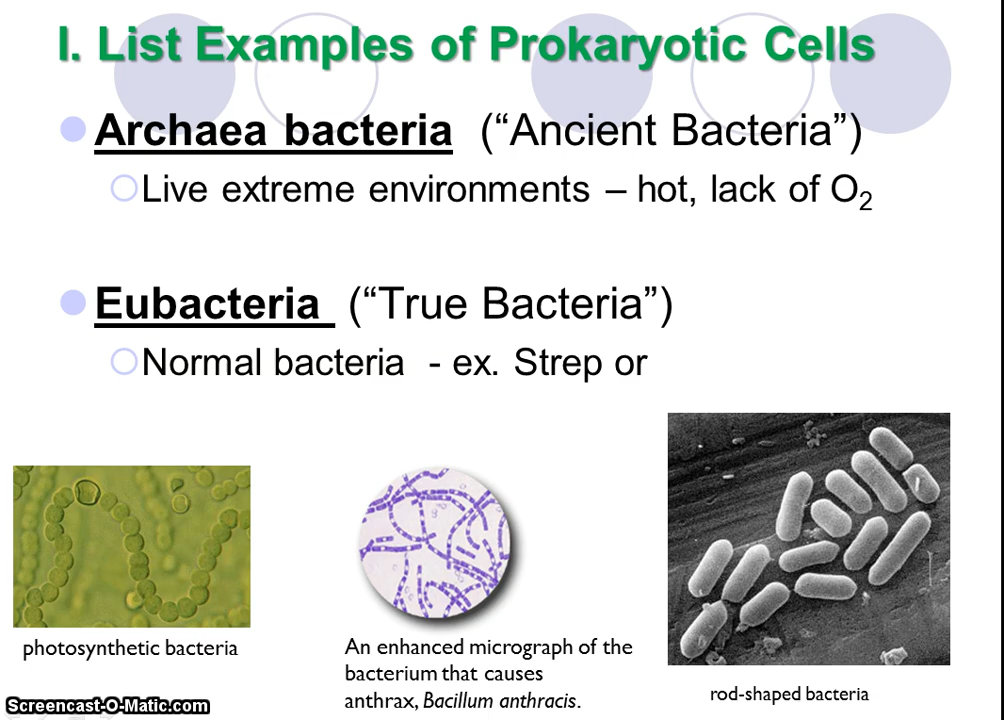 I. List Examples of Prokaryotic Cells
Archaea bacteria (“Ancient Bacteria”)
Live extreme environments – hot, lack of O₂
Eubacteria (“True Bacteria”)
Normal bacteria - ex. Strep or
photosynthetic bacteria
An enhanced micrograph of the
bacterium that causes
anthrax, Bacillum anthracis.
rod-shaped bacteria
Screencast-O-Matic.com